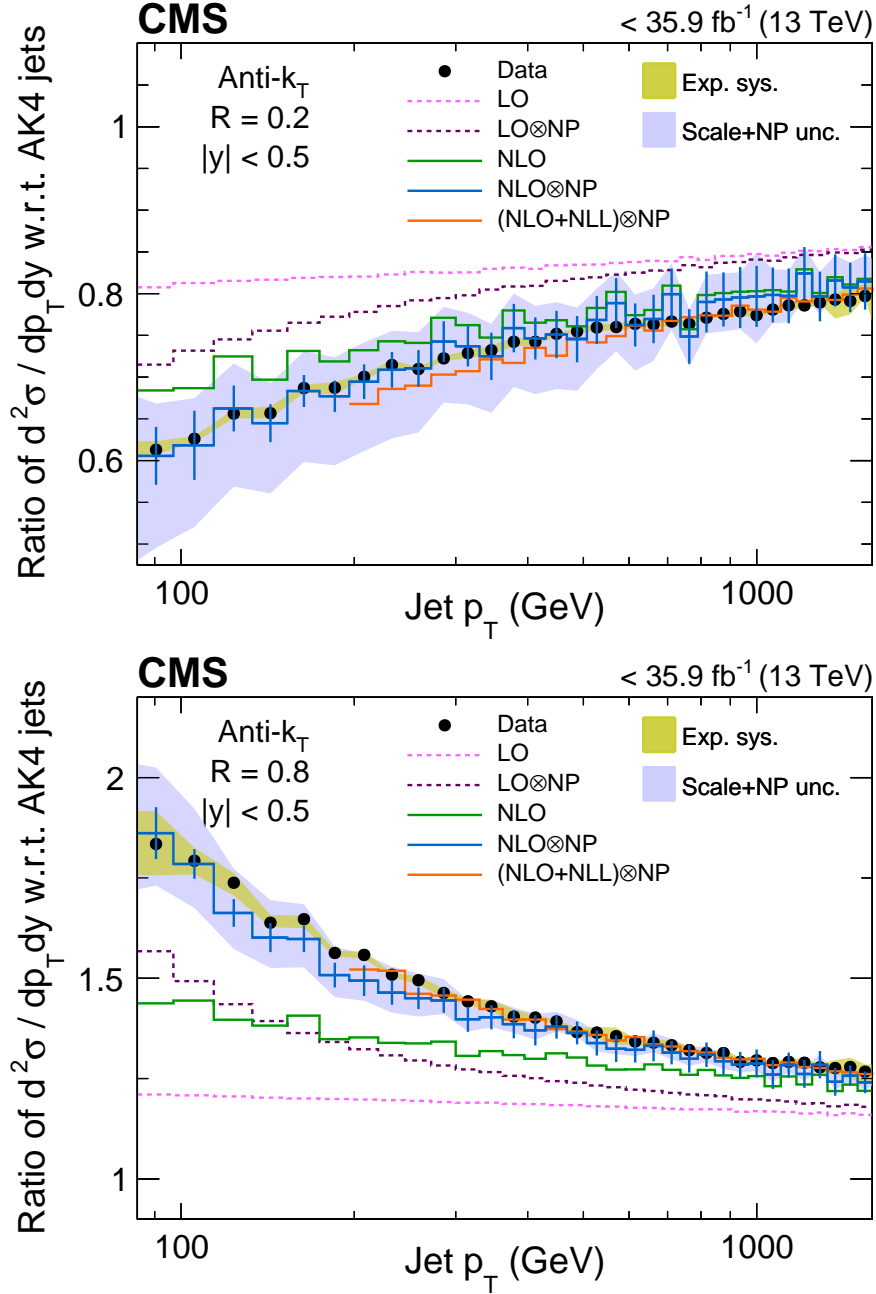 CMS
< 35.9 fb⁻¹ (13 TeV)
Anti-k_T
R = 0.2
|y| < 0.5
Data
LO
LO⊗NP
NLO
NLO⊗NP
(NLO+NLL)⊗NP
Exp. sys.
Scale+NP unc.
Ratio of d²σ / dp_T dy w.r.t. AK4 jets
1
0.8
0.6
100
1000
Jet p_T (GeV)
CMS
< 35.9 fb⁻¹ (13 TeV)
Anti-k_T
R = 0.8
|y| < 0.5
Data
LO
LO⊗NP
NLO
NLO⊗NP
(NLO+NLL)⊗NP
Exp. sys.
Scale+NP unc.
Ratio of d²σ / dp_T dy w.r.t. AK4 jets
2
1.5
1
100
1000
Jet p_T (GeV)